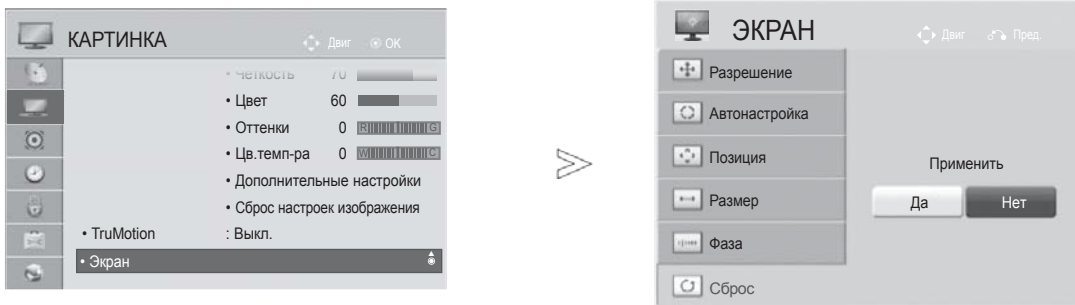 КАРТИНКА
Двиг ОК
• Четкость 70
• Цвет 60
• Оттенки 0 R G
• Цв.темп-ра 0 W C
• Дополнительные настройки
• Сброс настроек изображения
• TruMotion : Выкл.
• Экран
ЭКРАН
Двиг Пред.
Разрешение
Автонастройка
Позиция
Размер
Фаза
Сброс
Применить
Да Нет